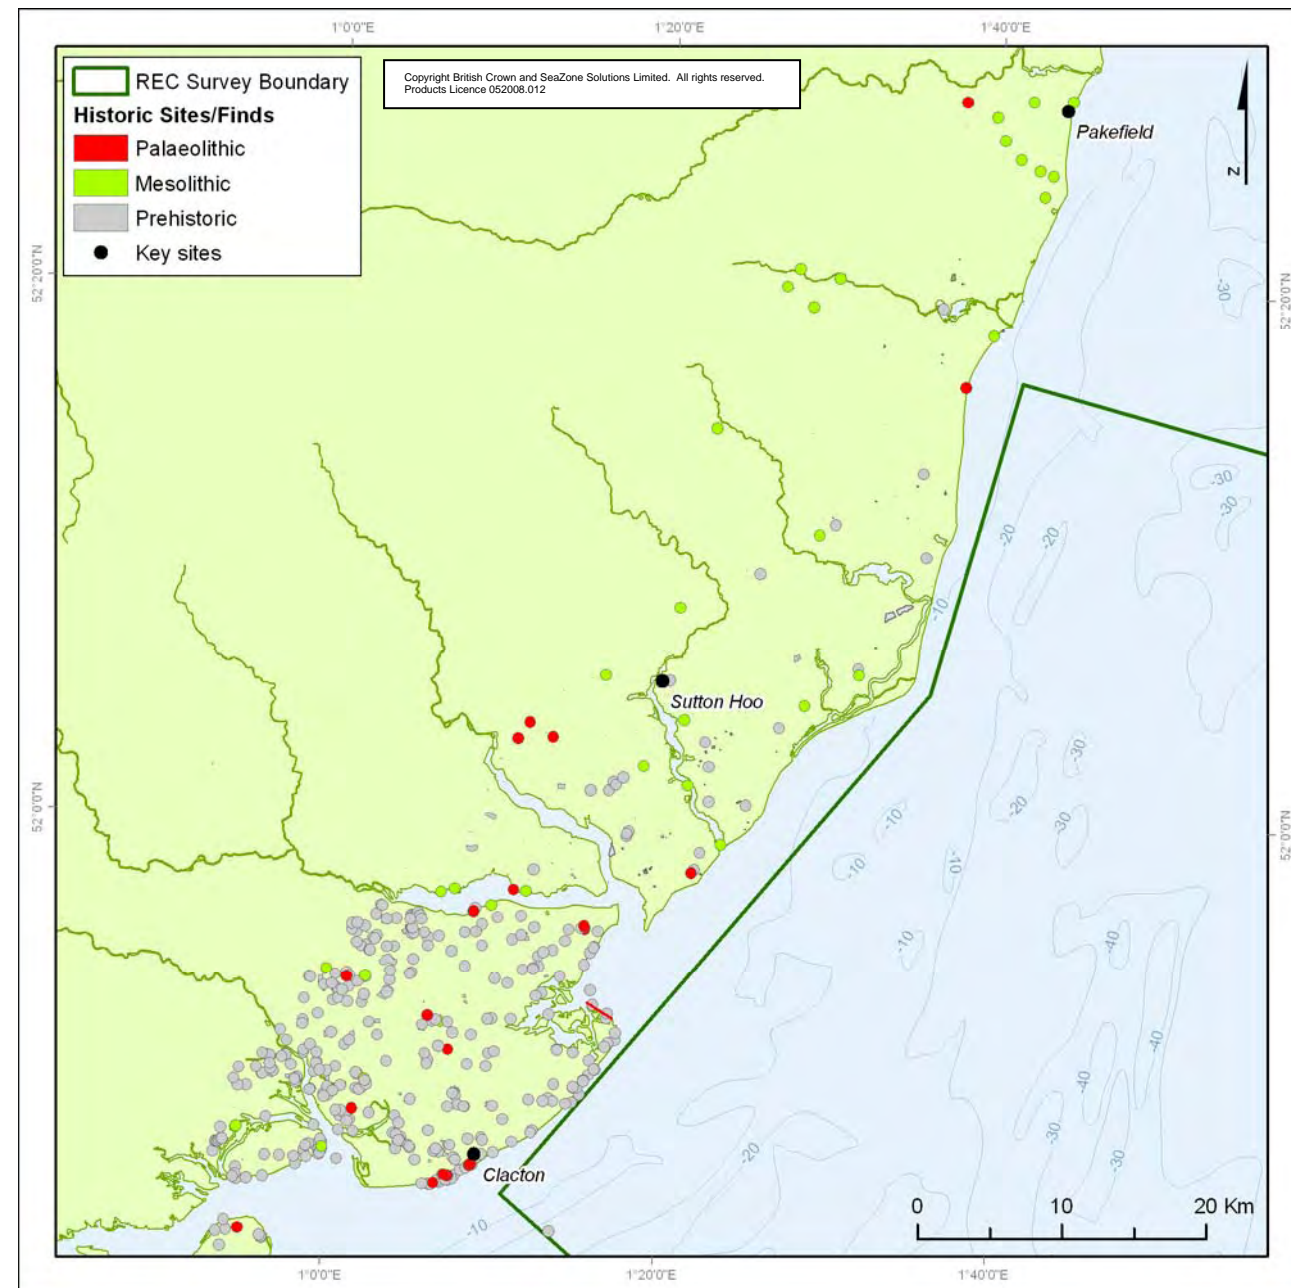 1°0'0"E
1°20'0"E
1°40'0"E
REC Survey Boundary
Historic Sites/Finds
Palaeolithic
Mesolithic
Prehistoric
Key sites
Copyright British Crown and SeaZone Solutions Limited. All rights reserved.
Products Licence 052008.012
Pakefield
N
52°20'0"N
52°20'0"N
-30
-30
-30
-20
-20
-10
Sutton Hoo
-30
-20
-30
-10
-10
-10
52°0'0"N
52°0'0"N
-10
-40
-40
-40
-30
-30
-20
-10
Clacton
0
10
20 Km
1°0'0"E
1°20'0"E
1°40'0"E